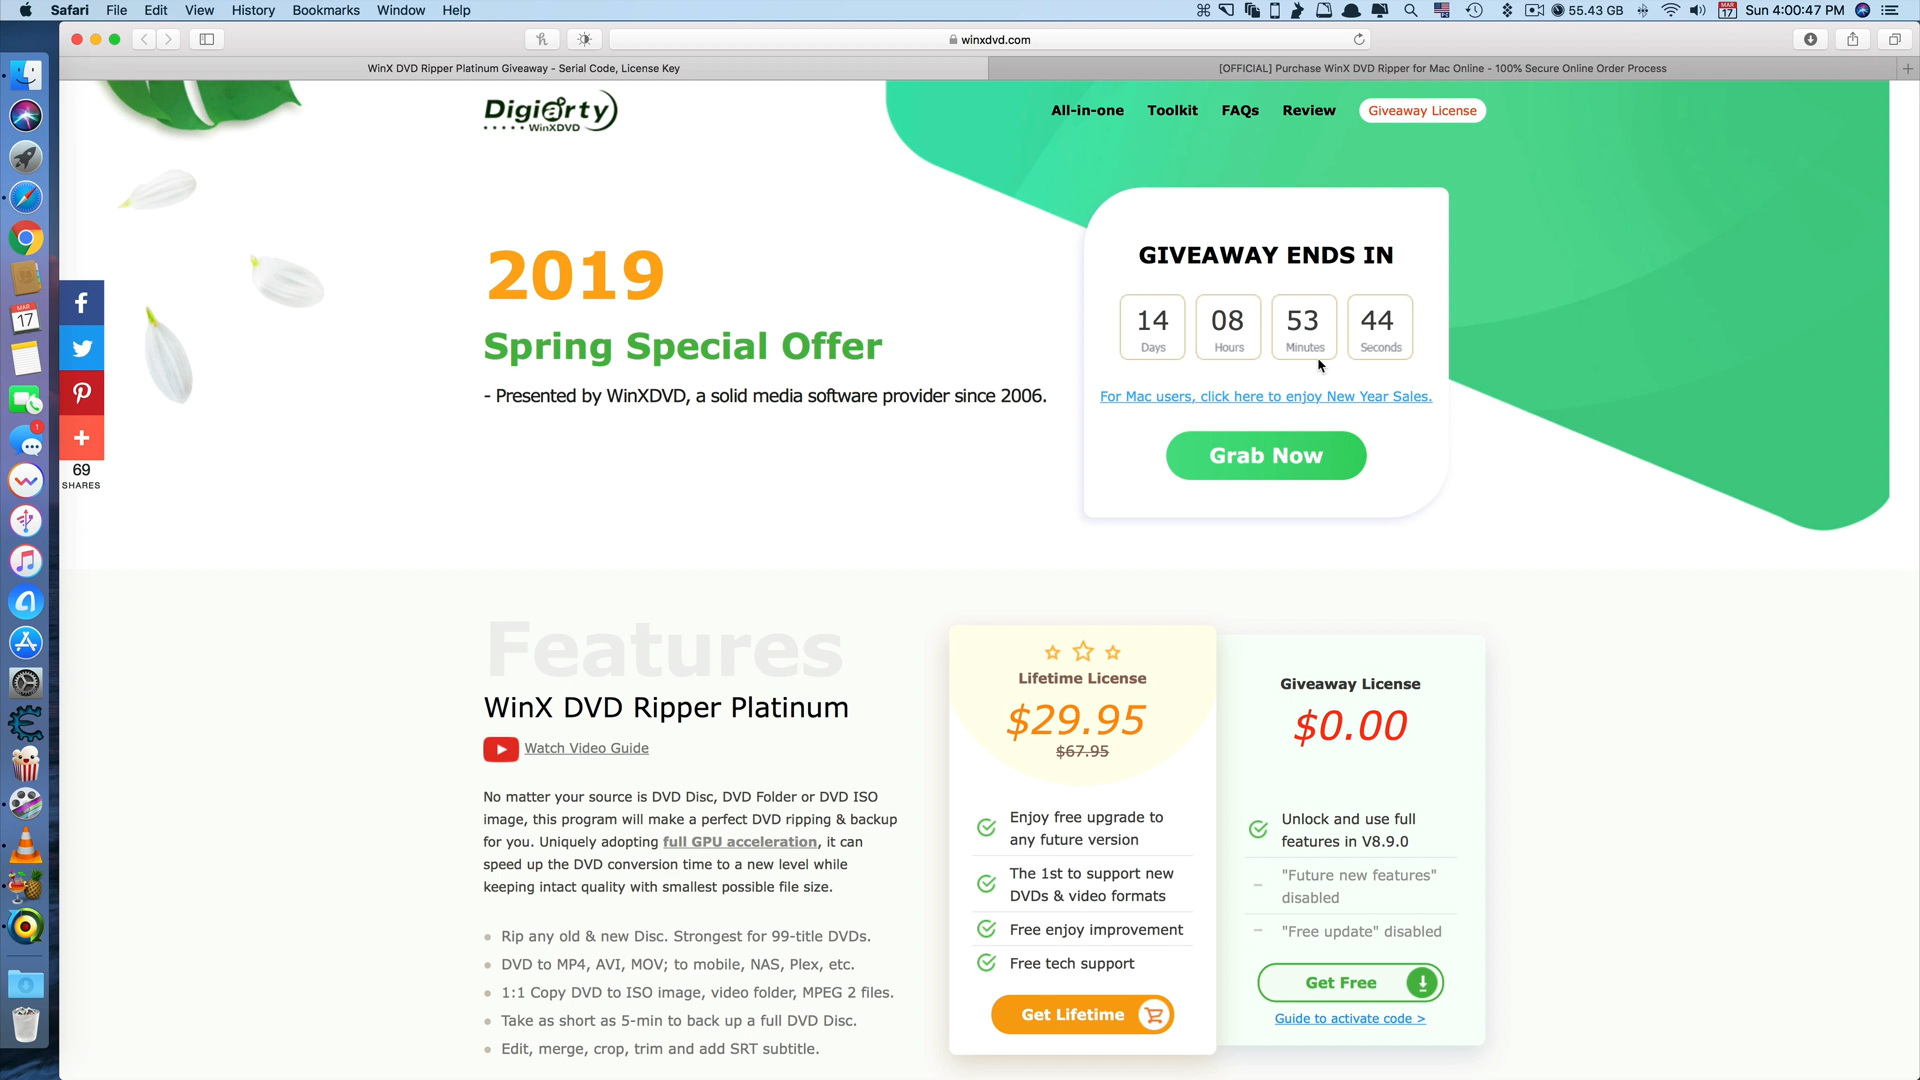 Safari File Edit View History Bookmarks Window Help
55.43 GB
MAR 17
Sun 4:00:47 PM
winxdvd.com
WinX DVD Ripper Platinum Giveaway - Serial Code, License Key
[OFFICIAL] Purchase WinX DVD Ripper for Mac Online - 100% Secure Online Order Process
Digiarty
WinXDVD
All-in-one Toolkit FAQs Review Giveaway License
2019
Spring Special Offer
- Presented by WinXDVD, a solid media software provider since 2006.
GIVEAWAY ENDS IN
14 08 53 44
Days Hours Minutes Seconds
For Mac users, click here to enjoy New Year Sales.
Grab Now
MAR
17
1
69
SHARES
Features
WinX DVD Ripper Platinum
Watch Video Guide
No matter your source is DVD Disc, DVD Folder or DVD ISO
image, this program will make a perfect DVD ripping & backup
for you. Uniquely adopting full GPU acceleration, it can
speed up the DVD conversion time to a new level while
keeping intact quality with smallest possible file size.
Rip any old & new Disc. Strongest for 99-title DVDs.
DVD to MP4, AVI, MOV; to mobile, NAS, Plex, etc.
1:1 Copy DVD to ISO image, video folder, MPEG 2 files.
Take as short as 5-min to back up a full DVD Disc.
Edit, merge, crop, trim and add SRT subtitle.
Lifetime License
$29.95
$67.95
Enjoy free upgrade to
any future version
The 1st to support new
DVDs & video formats
Free enjoy improvement
Free tech support
Get Lifetime
Giveaway License
$0.00
Unlock and use full
features in V8.9.0
"Future new features"
disabled
"Free update" disabled
Get Free
Guide to activate code >